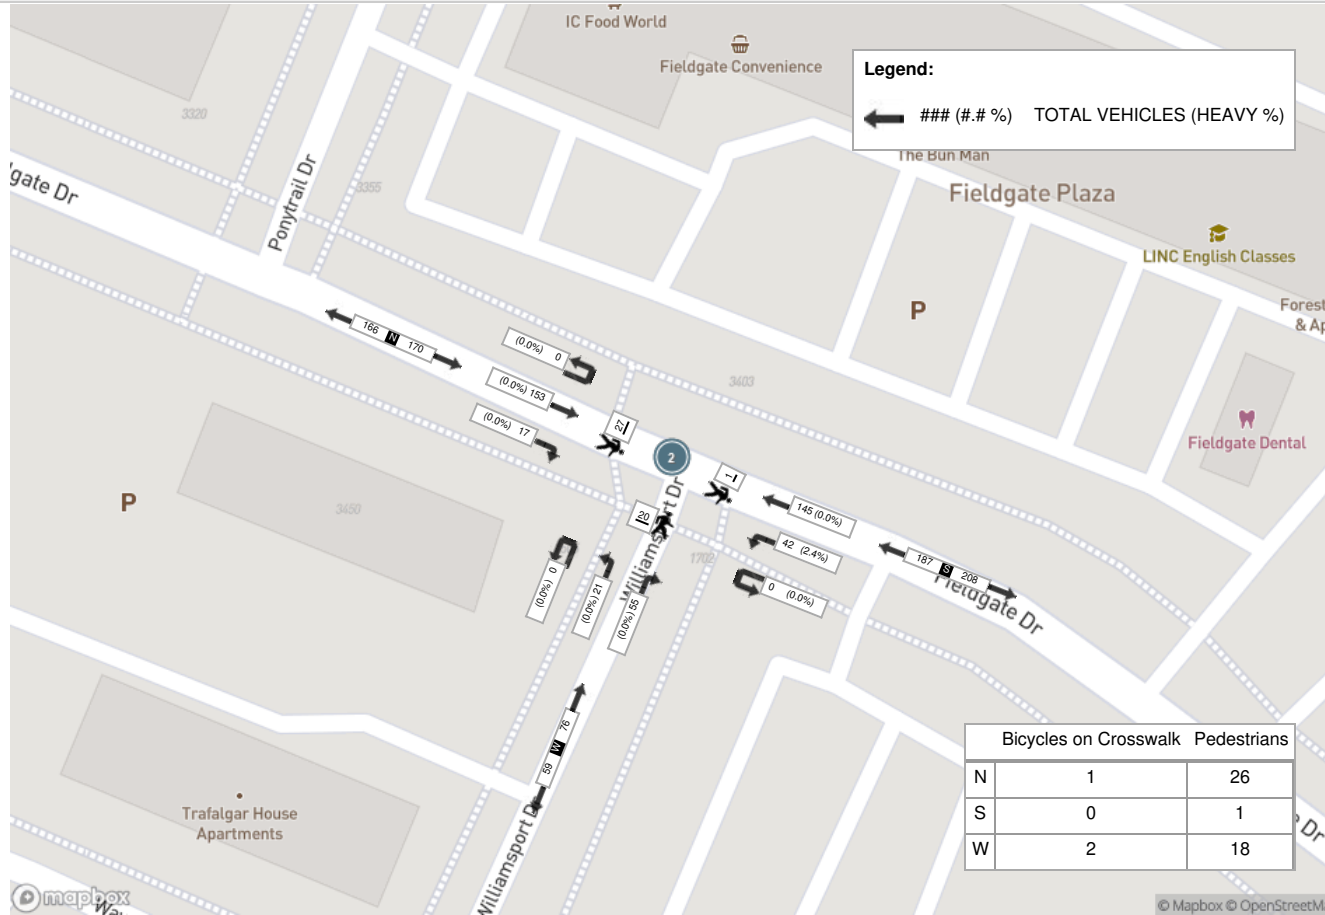 IC Food World
Fieldgate Convenience
Legend:
### (#.# %) TOTAL VEHICLES (HEAVY %)
The Bun Man
Fieldgate Plaza
LINC English Classes
Forest
& Ap
P
3320
3355
lgate Dr
Ponytrail Dr
166 N 170
(0.0%) 0
(0.0%) 153
(0.0%) 17
27
2
1
20
3403
145 (0.0%)
42 (2.4%)
0 (0.0%)
187 S 208
Fieldgate Dr
Fieldgate Dental
P
3450
1702
Williamsport Dr
(0.0%) 0
(0.0%) 21
(0.0%) 55
59 W 76
Williamsport Dr
Trafalgar House
Apartments
Bicycles on Crosswalk Pedestrians
N 1 26
S 0 1
W 2 18
e Dr
mapbox
Way
© Mapbox © OpenStreetM